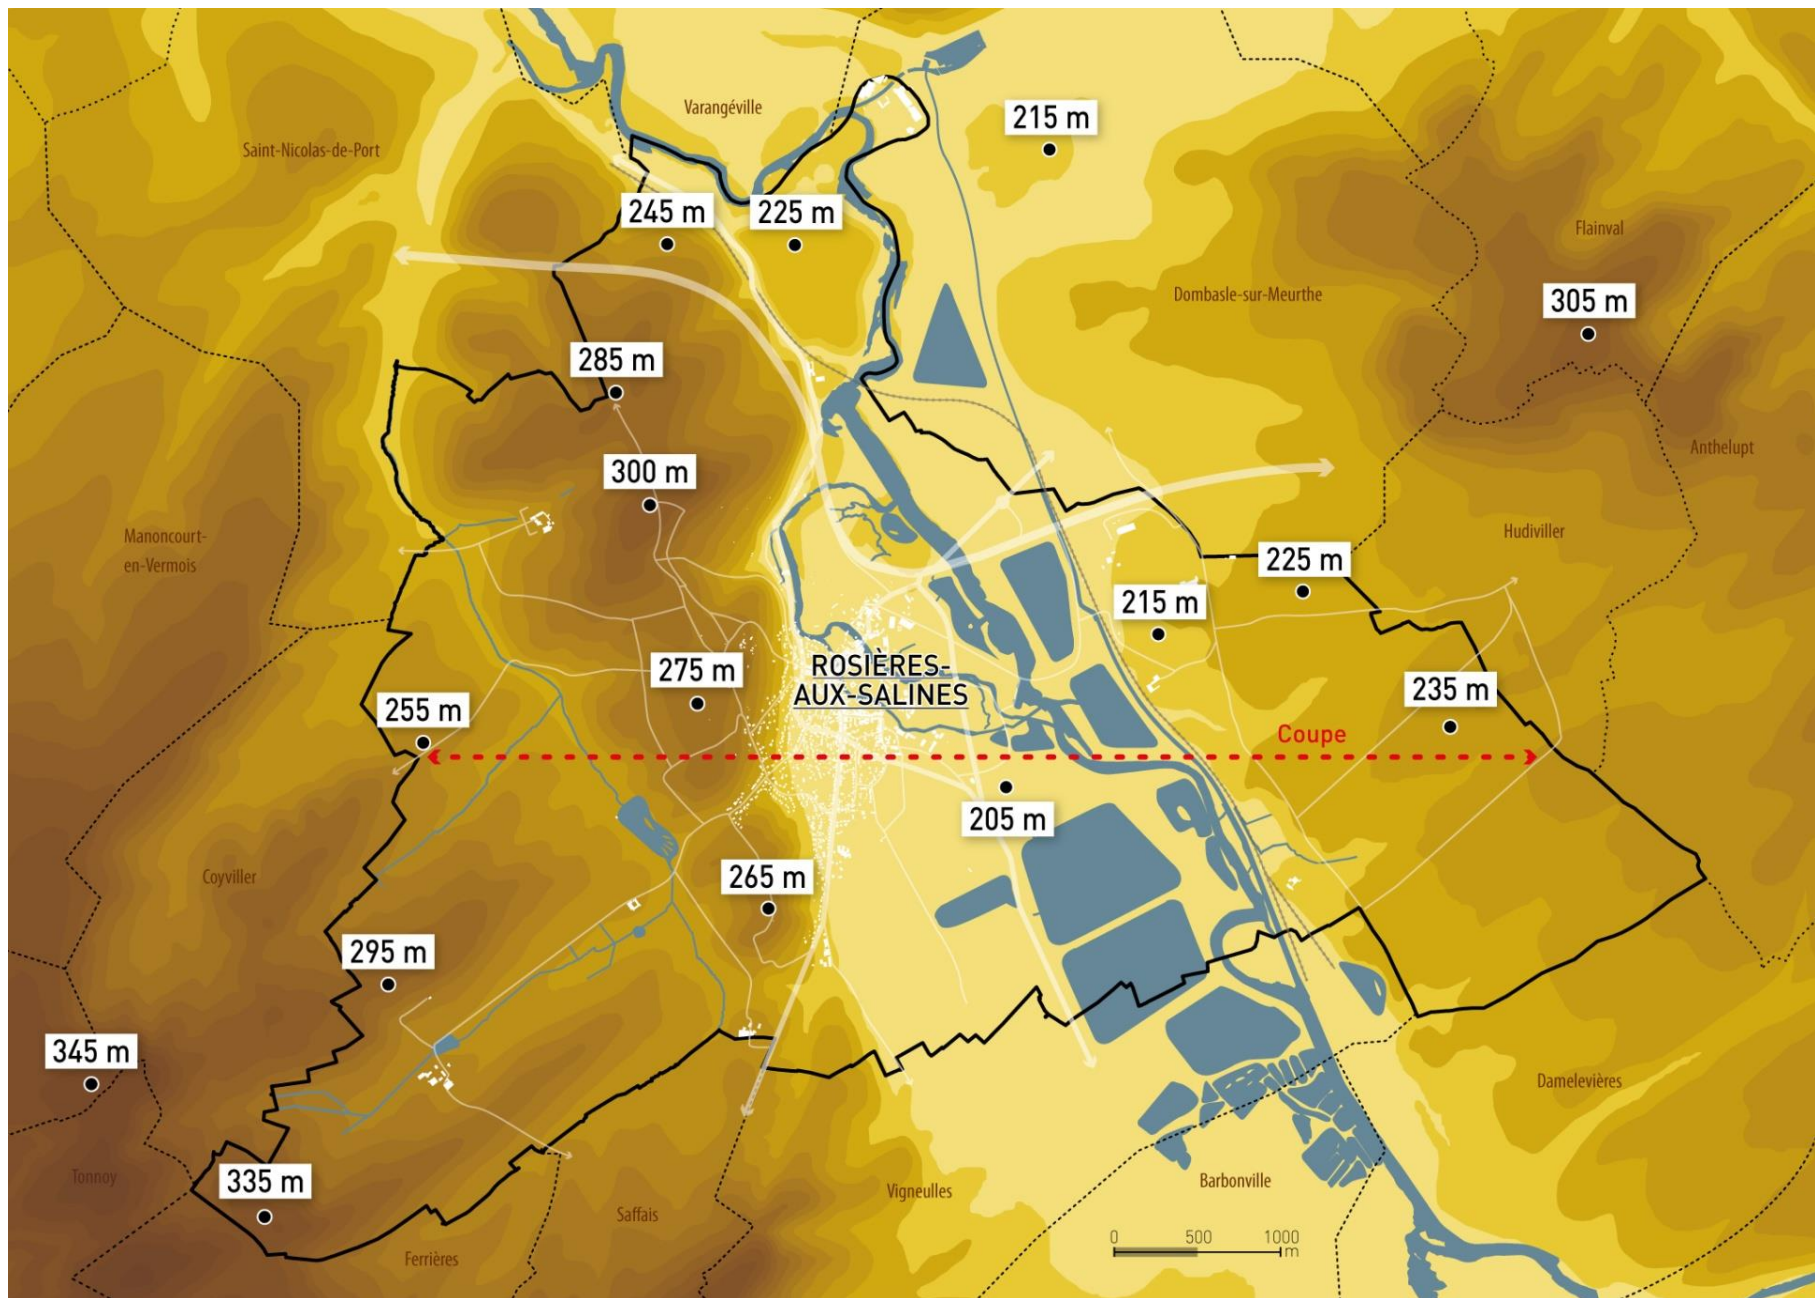 Varangéville
215 m
Saint-Nicolas-de-Port
245 m
225 m
Flainval
Dombasle-sur-Meurthe
305 m
285 m
Anthelupt
300 m
Manoncourt-
en-Vermois
Hudiviller
225 m
215 m
275 m
ROSIÈRES-
AUX-SALINES
235 m
255 m
Coupe
205 m
Coyviller
265 m
295 m
345 m
Damelevières
Tonnoy
335 m
Barbonville
Vigneulles
Saffais
0 500 1000
m
Ferrières